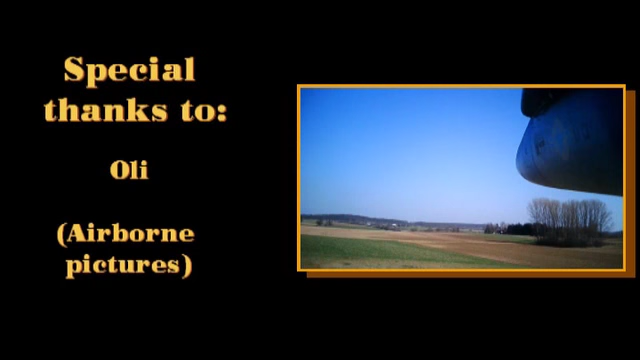 Special
thanks to:
Oli
(Airborne
pictures)